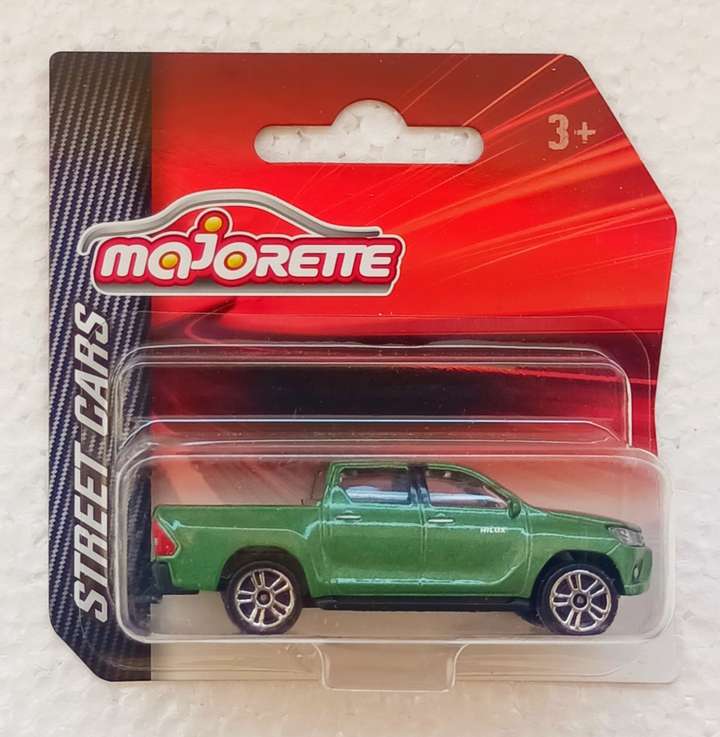 3+
majorette
STREET CARS
HILUX